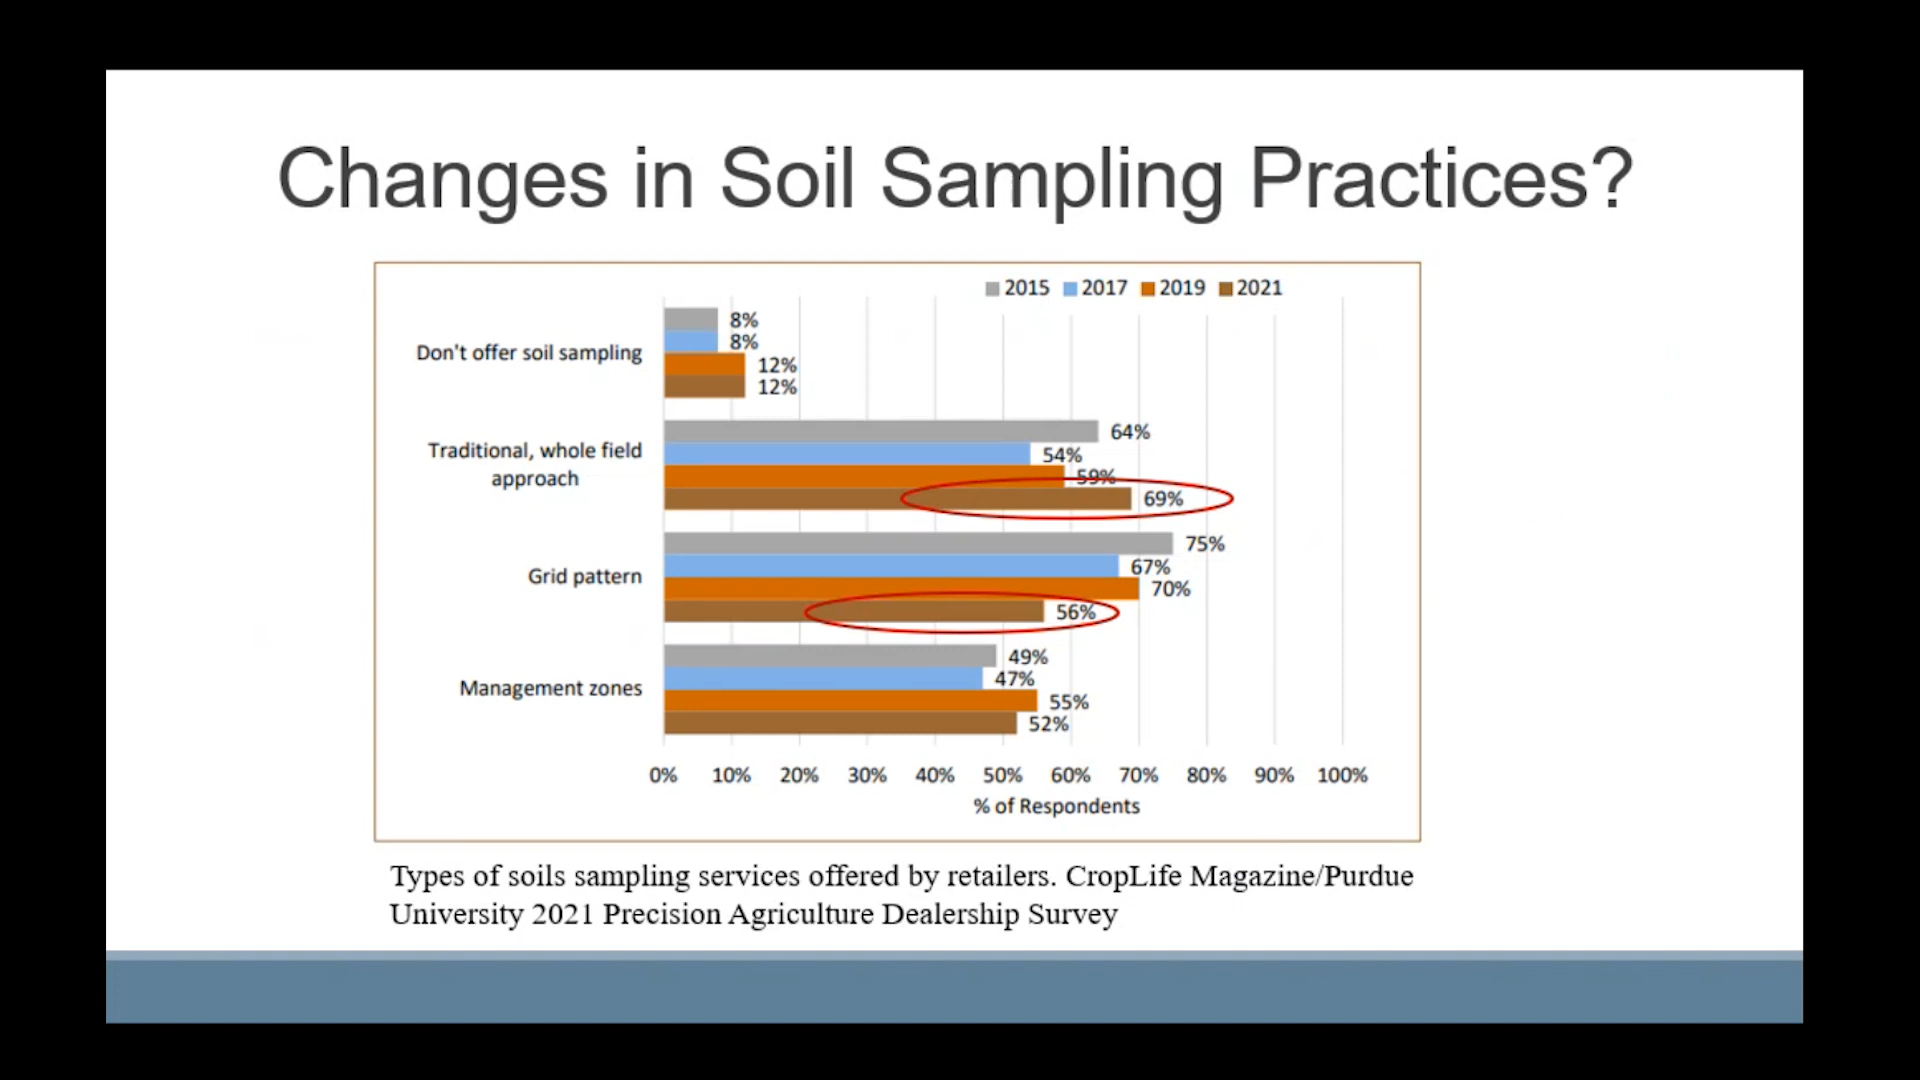 Changes in Soil Sampling Practices?
2015 2017 2019 2021
Don't offer soil sampling
8%
8%
12%
12%
Traditional, whole field
approach
64%
54%
59%
69%
Grid pattern
75%
67%
70%
56%
Management zones
49%
47%
55%
52%
0% 10% 20% 30% 40% 50% 60% 70% 80% 90% 100%
% of Respondents
Types of soils sampling services offered by retailers. CropLife Magazine/Purdue
University 2021 Precision Agriculture Dealership Survey